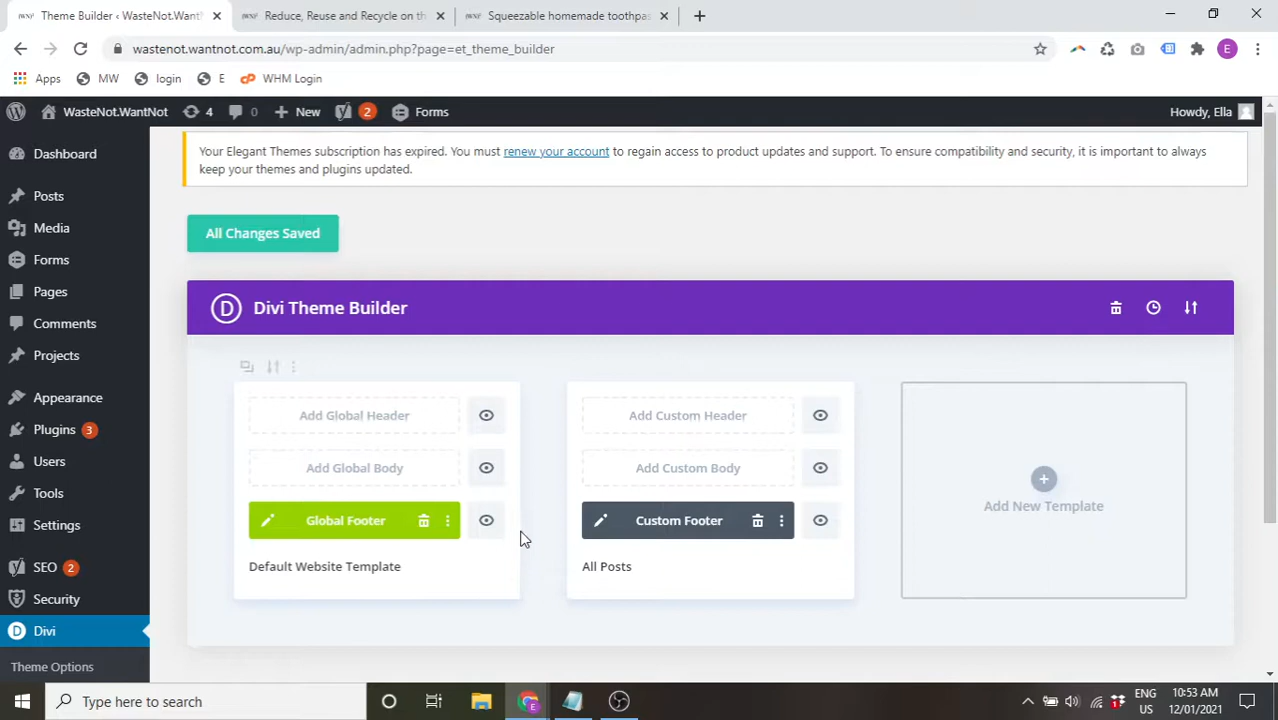 Theme Builder ‹ WasteNot.WantN
Reduce, Reuse and Recycle on th
Squeezable homemade toothpas
wastenot.wantnot.com.au/wp-admin/admin.php?page=et_theme_builder
E
Apps MW login E WHM Login
WasteNot.WantNot 4 0 New 2 Forms Howdy, Ella
Your Elegant Themes subscription has expired. You must renew your account to regain access to product updates and support. To ensure compatibility and security, it is important to always
keep your themes and plugins updated.
Dashboard
Posts
Media
Forms
Pages
Comments
Projects
Appearance
Plugins 3
Users
Tools
Settings
SEO 2
Security
Divi
Theme Options
All Changes Saved
Divi Theme Builder
Add Global Header
Add Global Body
Global Footer
Default Website Template
Add Custom Header
Add Custom Body
Custom Footer
All Posts
Add New Template
Type here to search
ENG
US
10:53 AM
12/01/2021